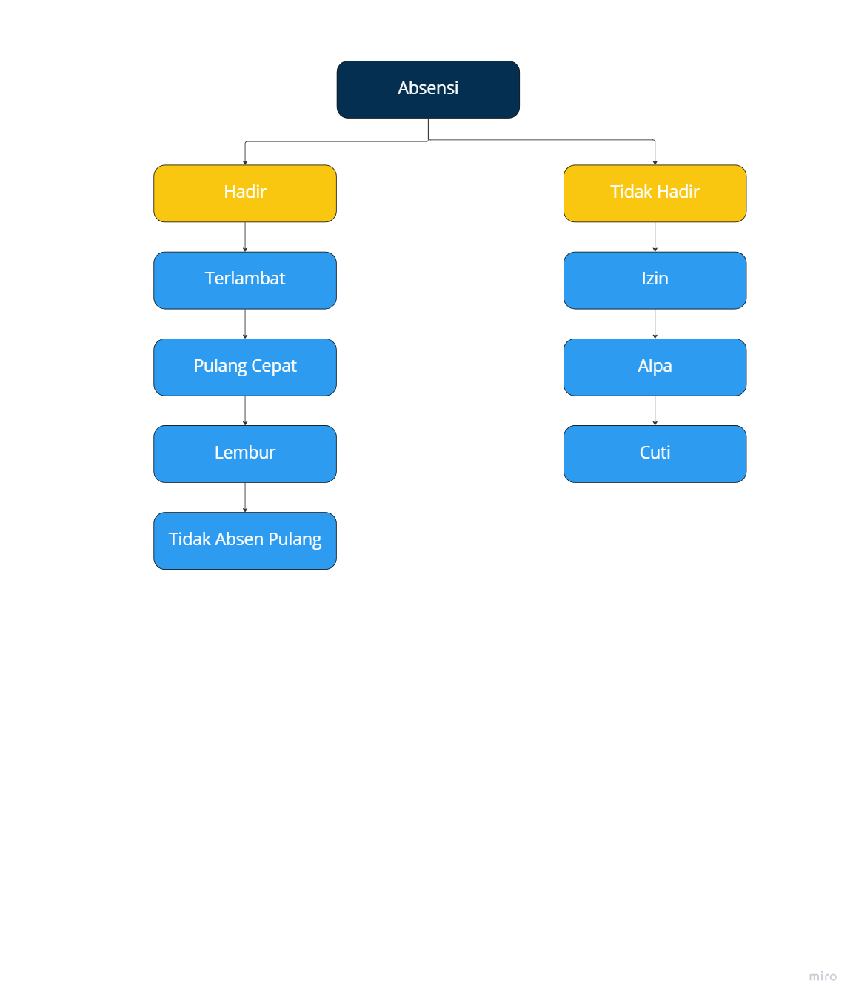 Absensi
Hadir
Terlambat
Pulang Cepat
Lembur
Tidak Absen Pulang
Tidak Hadir
Izin
Alpa
Cuti
miro